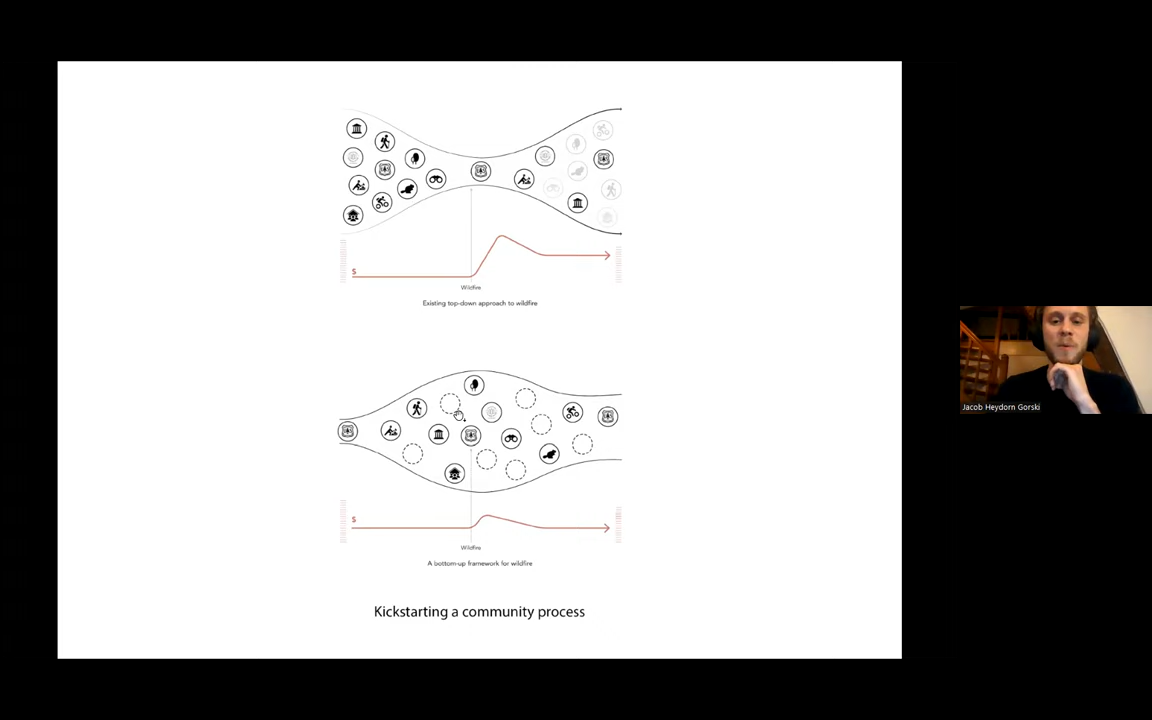 $
Wildfire
Existing top-down approach to wildfire
$
Wildfire
A bottom-up framework for wildfire
Kickstarting a community process
Jacob Heydorn Gorski